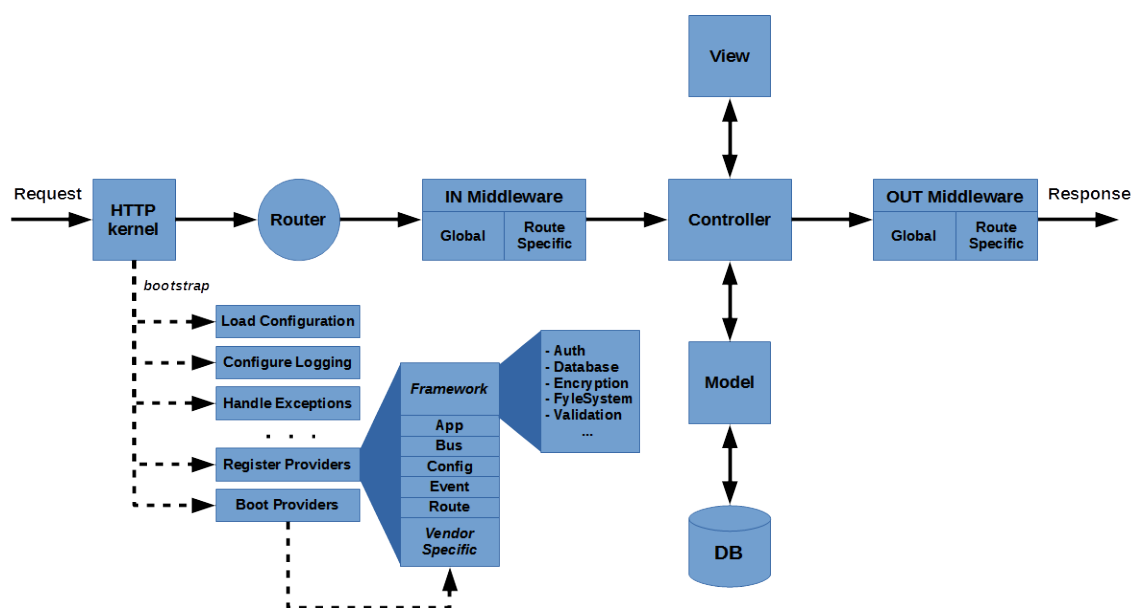 View
Request
HTTP
kernel
Router
IN Middleware
Global
Route
Specific
Controller
OUT Middleware
Global
Route
Specific
Response
bootstrap
Load Configuration
Configure Logging
Handle Exceptions
. . .
Register Providers
Boot Providers
Framework
App
Bus
Config
Event
Route
Vendor
Specific
- Auth
- Database
- Encryption
- FyleSystem
- Validation
...
Model
DB